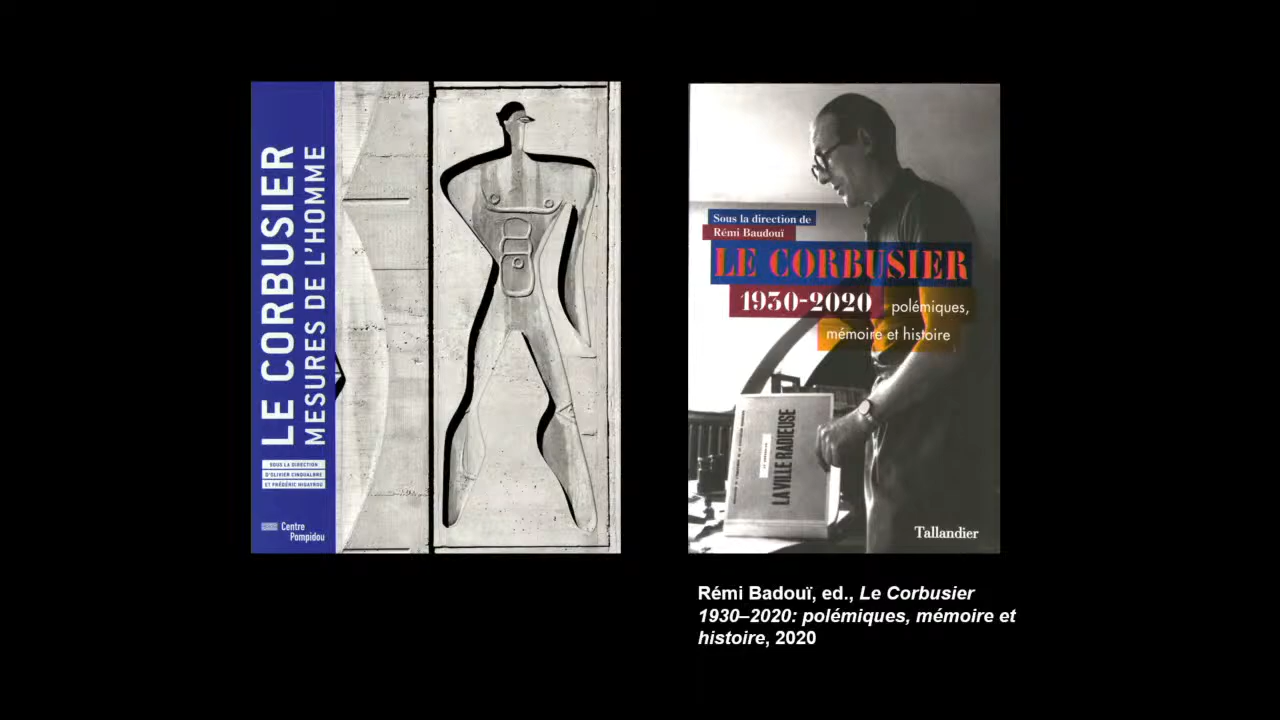 LE CORBUSIER
MESURES DE L'HOMME
SOUS LA DIRECTION
D'OLIVIER CINQUALBRE
ET FRÉDÉRIC MIGAYROU
Centre
Pompidou
Sous la direction de
Rémi Baudouï
LE CORBUSIER
1930-2020 polémiques,
mémoire et histoire
LA VILLE RADIEUSE
Tallandier
Rémi Badouï, ed., Le Corbusier
1930–2020: polémiques, mémoire et
histoire, 2020